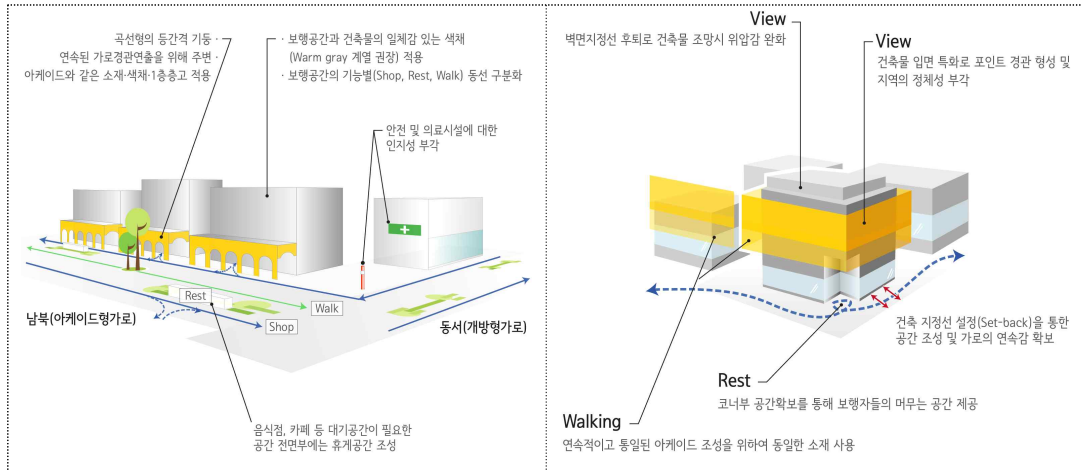 곡선형의 등간격 기둥 ·
연속된 가로경관연출을 위해 주변 ·
아케이드와 같은 소재·색채·1층층고 적용
· 보행공간과 건축물의 일체감 있는 색채
(Warm gray 계열 권장) 적용
· 보행공간의 기능별(Shop, Rest, Walk) 동선 구분화
안전 및 의료시설에 대한
인지성 부각
Rest
Walk
Shop
남북(아케이드형가로)
동서(개방형가로)
음식점, 카페 등 대기공간이 필요한
공간 전면부에는 휴게공간 조성
View
벽면지정선 후퇴로 건축물 조망시 위압감 완화
View
건축물 입면 특화로 포인트 경관 형성 및
지역의 정체성 부각
건축 지정선 설정(Set-back)을 통한
공간 조성 및 가로의 연속감 확보
Rest
코너부 공간확보를 통해 보행자들의 머무는 공간 제공
Walking
연속적이고 통일된 아케이드 조성을 위하여 동일한 소재 사용